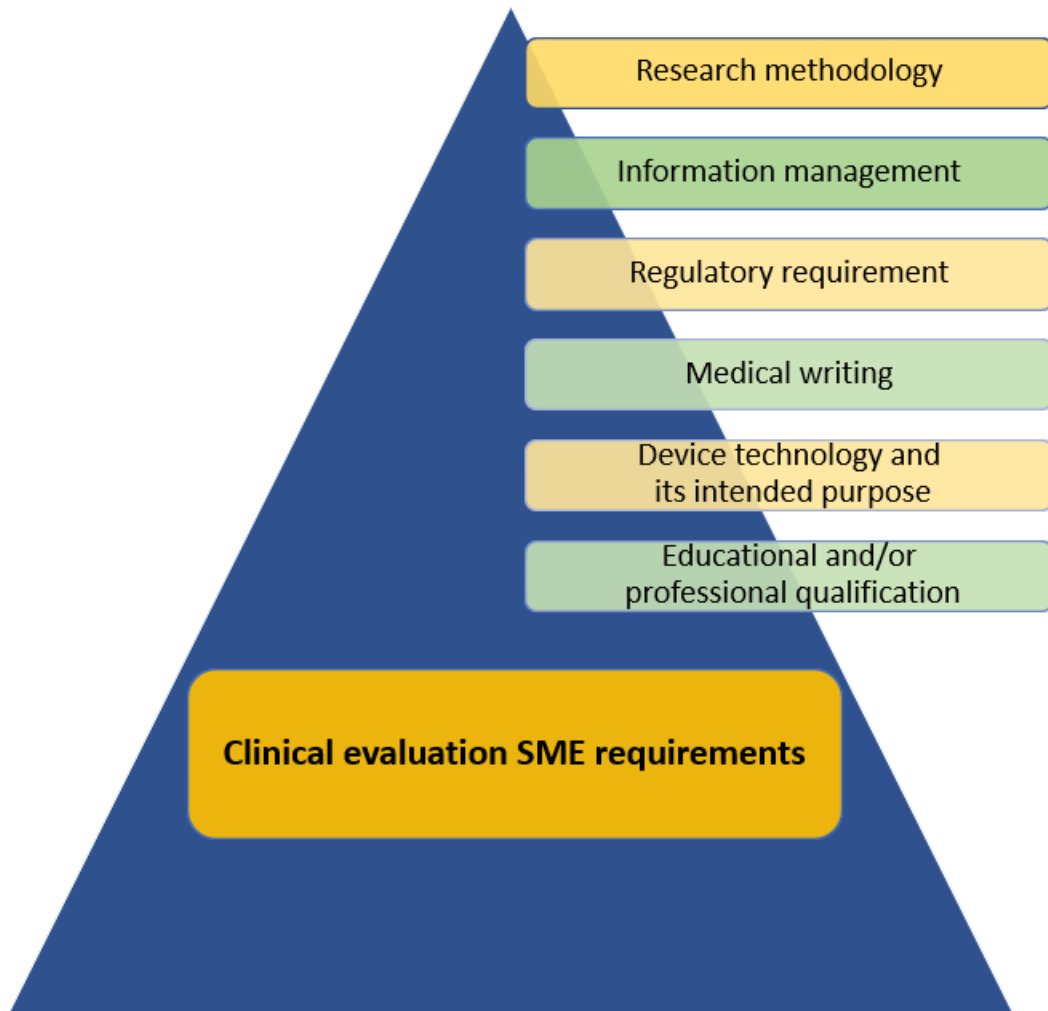 Research methodology
Information management
Regulatory requirement
Medical writing
Device technology and
its intended purpose
Educational and/or
professional qualification
Clinical evaluation SME requirements